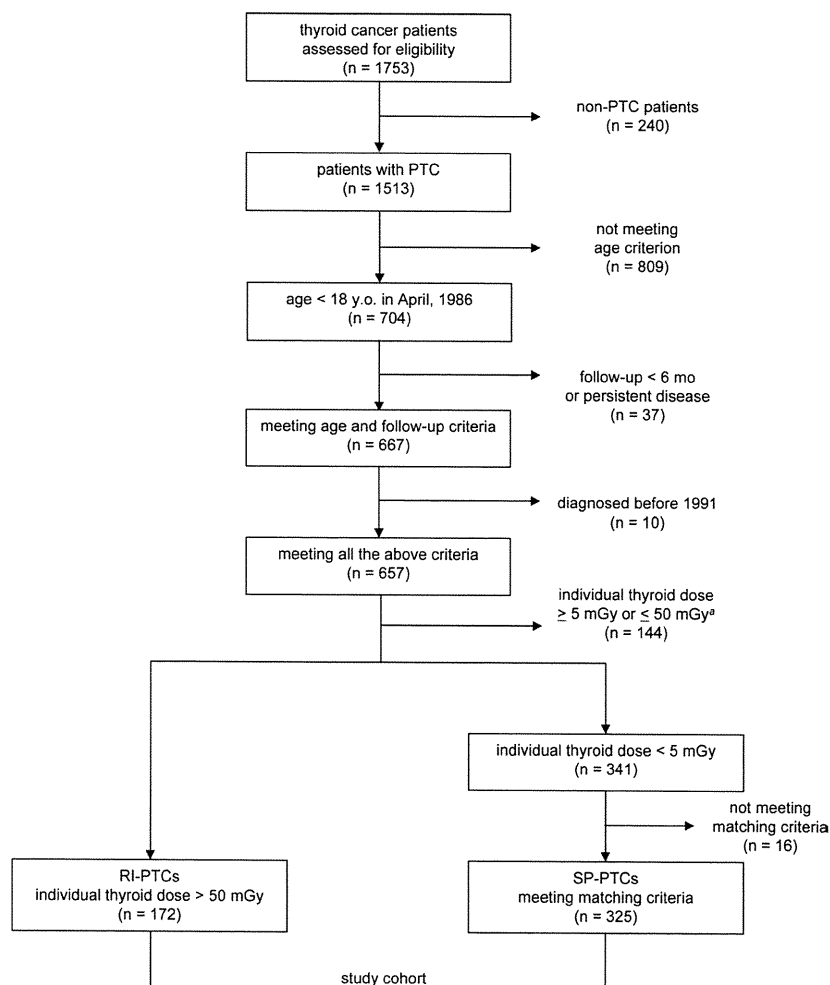 thyroid cancer patients
assessed for eligibility
(n = 1753)
non-PTC patients
(n = 240)
patients with PTC
(n = 1513)
not meeting
age criterion
(n = 809)
age < 18 y.o. in April, 1986
(n = 704)
follow-up < 6 mo
or persistent disease
(n = 37)
meeting age and follow-up criteria
(n = 667)
diagnosed before 1991
(n = 10)
meeting all the above criteria
(n = 657)
individual thyroid dose
≥ 5 mGy or ≤ 50 mGyᵃ
(n = 144)
individual thyroid dose < 5 mGy
(n = 341)
not meeting
matching criteria
(n = 16)
RI-PTCs
individual thyroid dose > 50 mGy
(n = 172)
SP-PTCs
meeting matching criteria
(n = 325)
study cohort